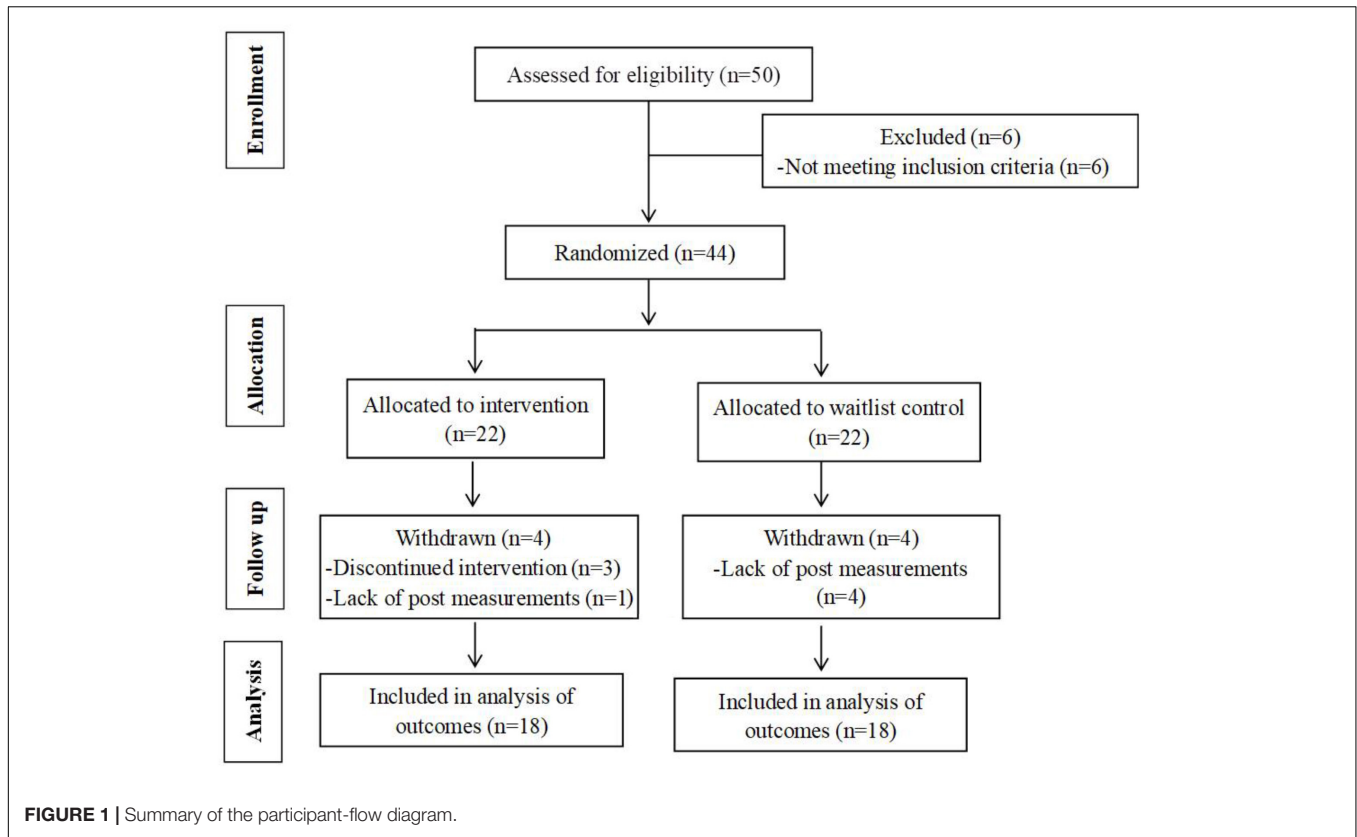 Enrollment
Assessed for eligibility (n=50)
Excluded (n=6)
-Not meeting inclusion criteria (n=6)
Randomized (n=44)
Allocation
Allocated to intervention
(n=22)
Allocated to waitlist control
(n=22)
Follow up
Withdrawn (n=4)
-Discontinued intervention (n=3)
-Lack of post measurements (n=1)
Withdrawn (n=4)
-Lack of post measurements
(n=4)
Analysis
Included in analysis of
outcomes (n=18)
Included in analysis of
outcomes (n=18)
FIGURE 1 | Summary of the participant-flow diagram.